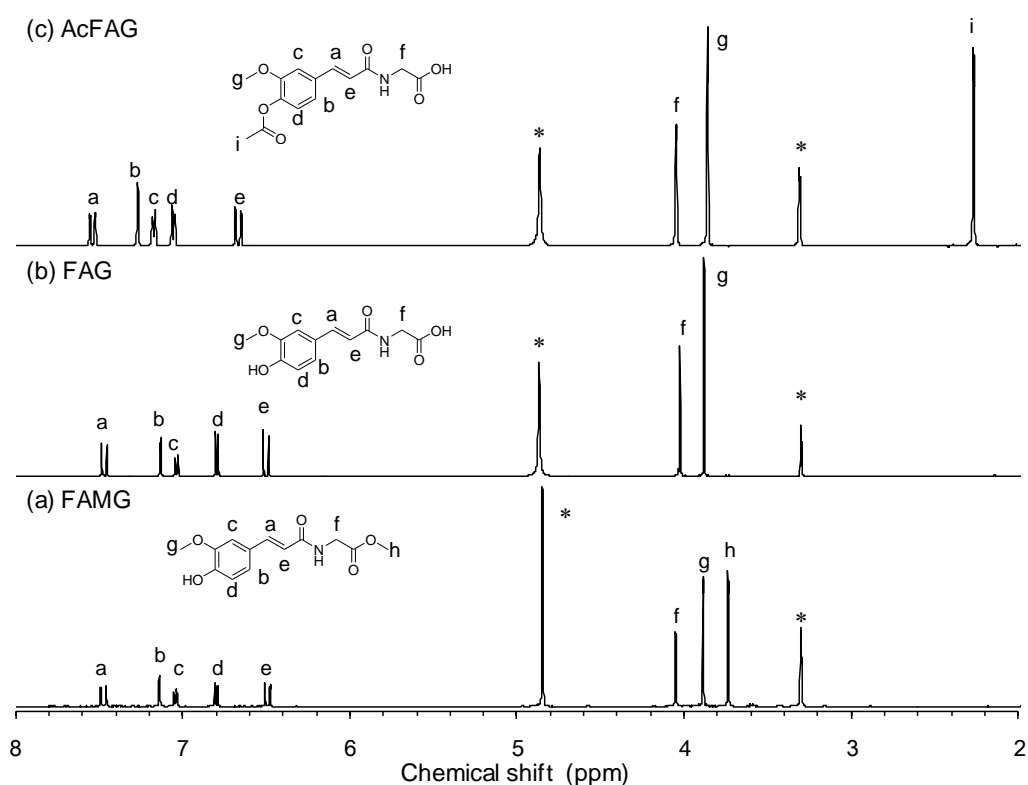 (c) AcFAG
c a O f
g O N H OH
e O
d b
O
i O
a b c d e * f g * i
(b) FAG
c a O f
g O N H OH
e O
HO b
d
a b c d e * f g *
(a) FAMG
c a O f
g O N H O h
e O
HO b
d
a b c d e * f g h *
8 7 6 5 4 3 2
Chemical shift (ppm)